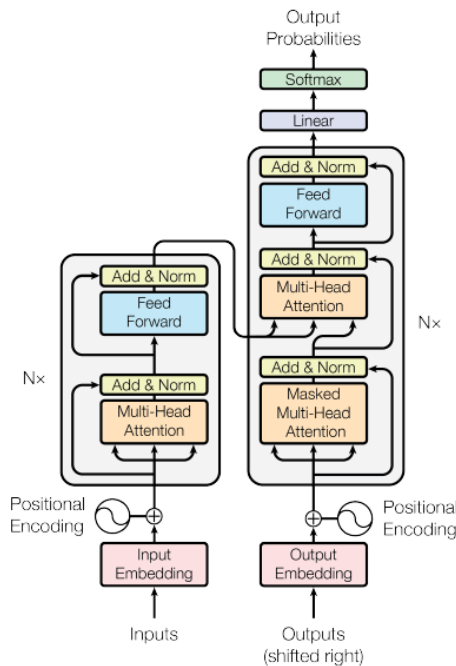 Output
Probabilities
Softmax
Linear
Add & Norm
Feed
Forward
Add & Norm
Multi-Head
Attention
Add & Norm
Masked
Multi-Head
Attention
Nx
Positional
Encoding
Output
Embedding
Outputs
(shifted right)
Add & Norm
Feed
Forward
Add & Norm
Multi-Head
Attention
Nx
Positional
Encoding
Input
Embedding
Inputs